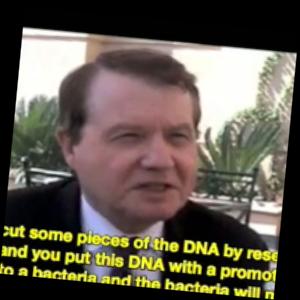 cut some pieces of the DNA by rese
and you put this DNA with a promot
to a bacteria and the bacteria will